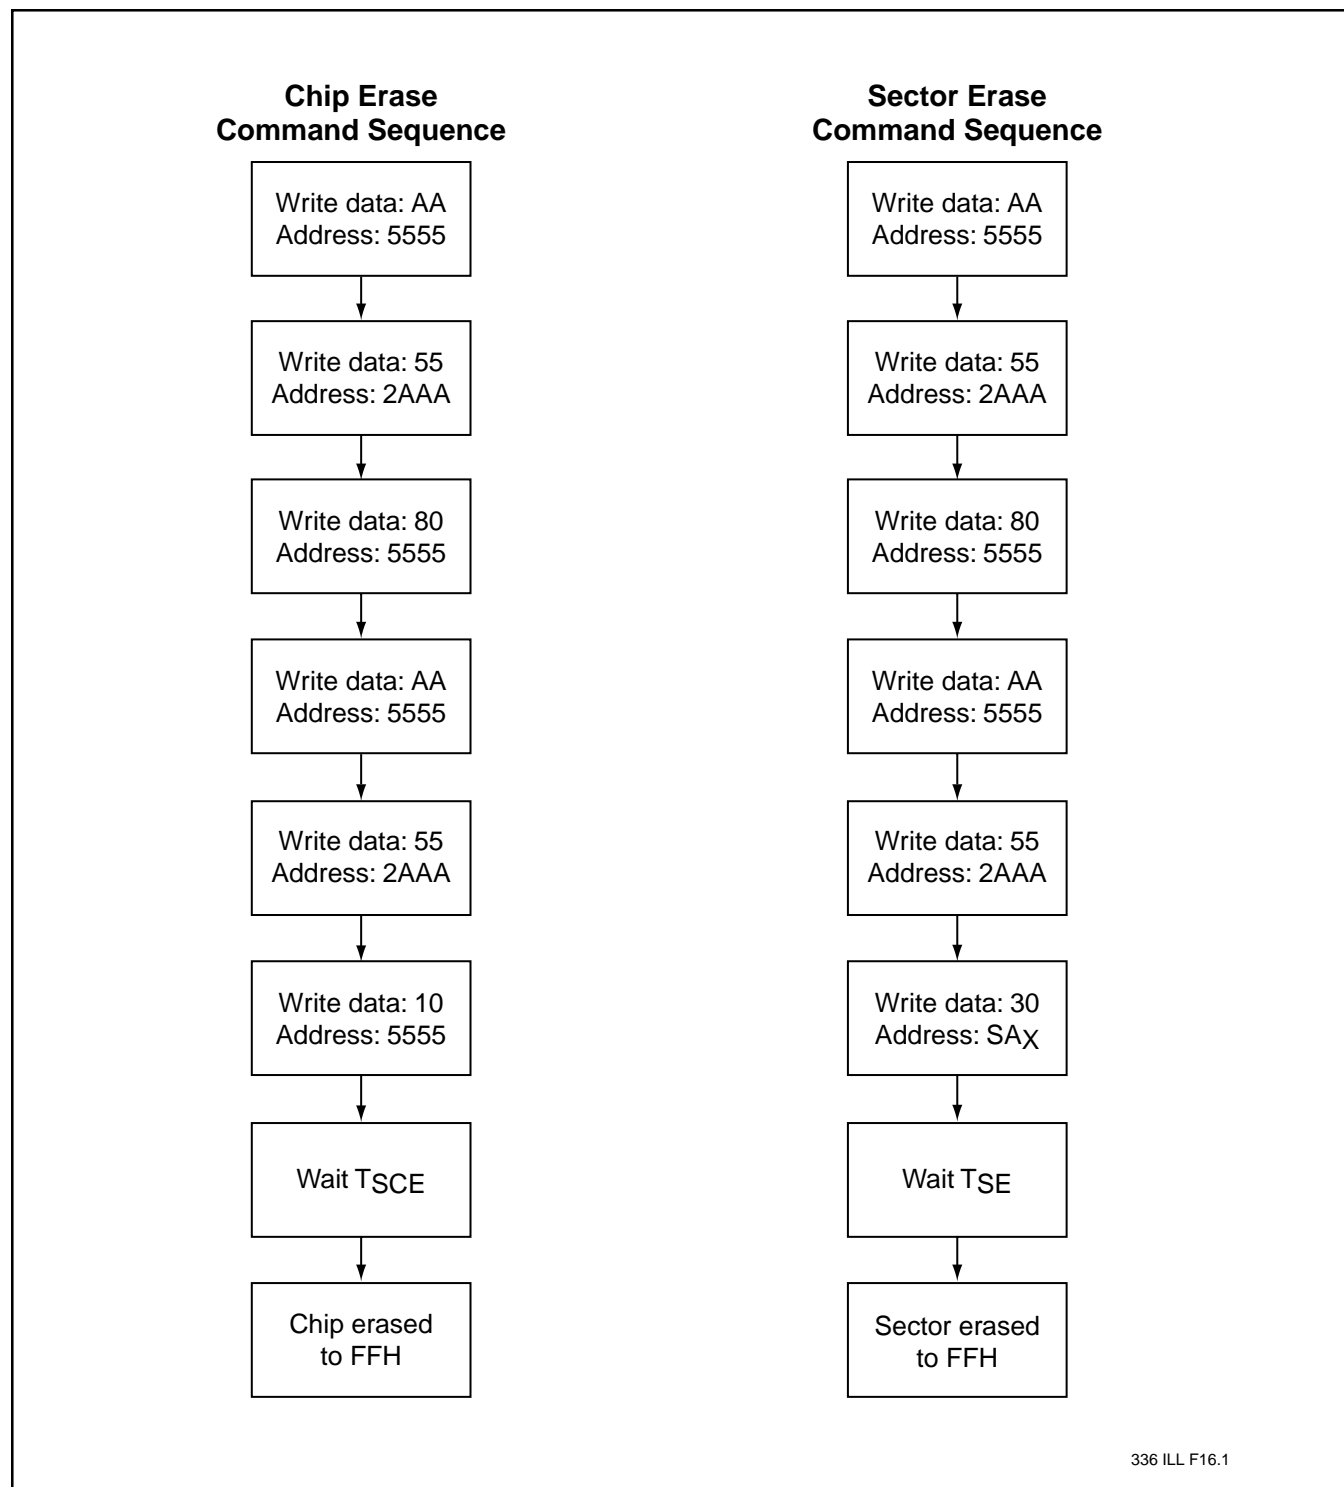 Chip Erase
Command Sequence
Write data: AA
Address: 5555
Write data: 55
Address: 2AAA
Write data: 80
Address: 5555
Write data: AA
Address: 5555
Write data: 55
Address: 2AAA
Write data: 10
Address: 5555
Wait TSCE
Chip erased
to FFH
Sector Erase
Command Sequence
Write data: AA
Address: 5555
Write data: 55
Address: 2AAA
Write data: 80
Address: 5555
Write data: AA
Address: 5555
Write data: 55
Address: 2AAA
Write data: 30
Address: SAX
Wait TSE
Sector erased
to FFH
336 ILL F16.1